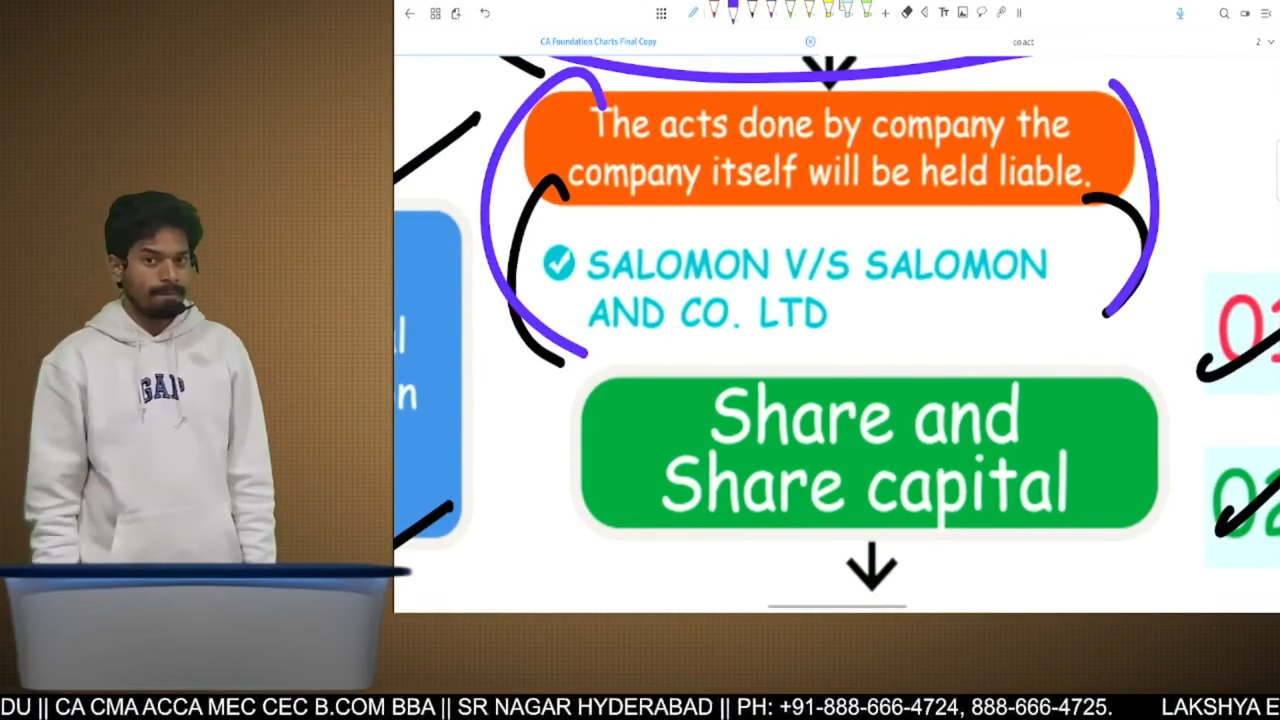 CA Foundation Charts Final Copy
co act
2
The acts done by company the
company itself will be held liable.
SALOMON V/S SALOMON
AND CO. LTD
Share and
Share capital
l
n
GAP
DU || CA CMA ACCA MEC CEC B.COM BBA || SR NAGAR HYDERABAD || PH: +91-888-666-4724, 888-666-4725. LAKSHYA E